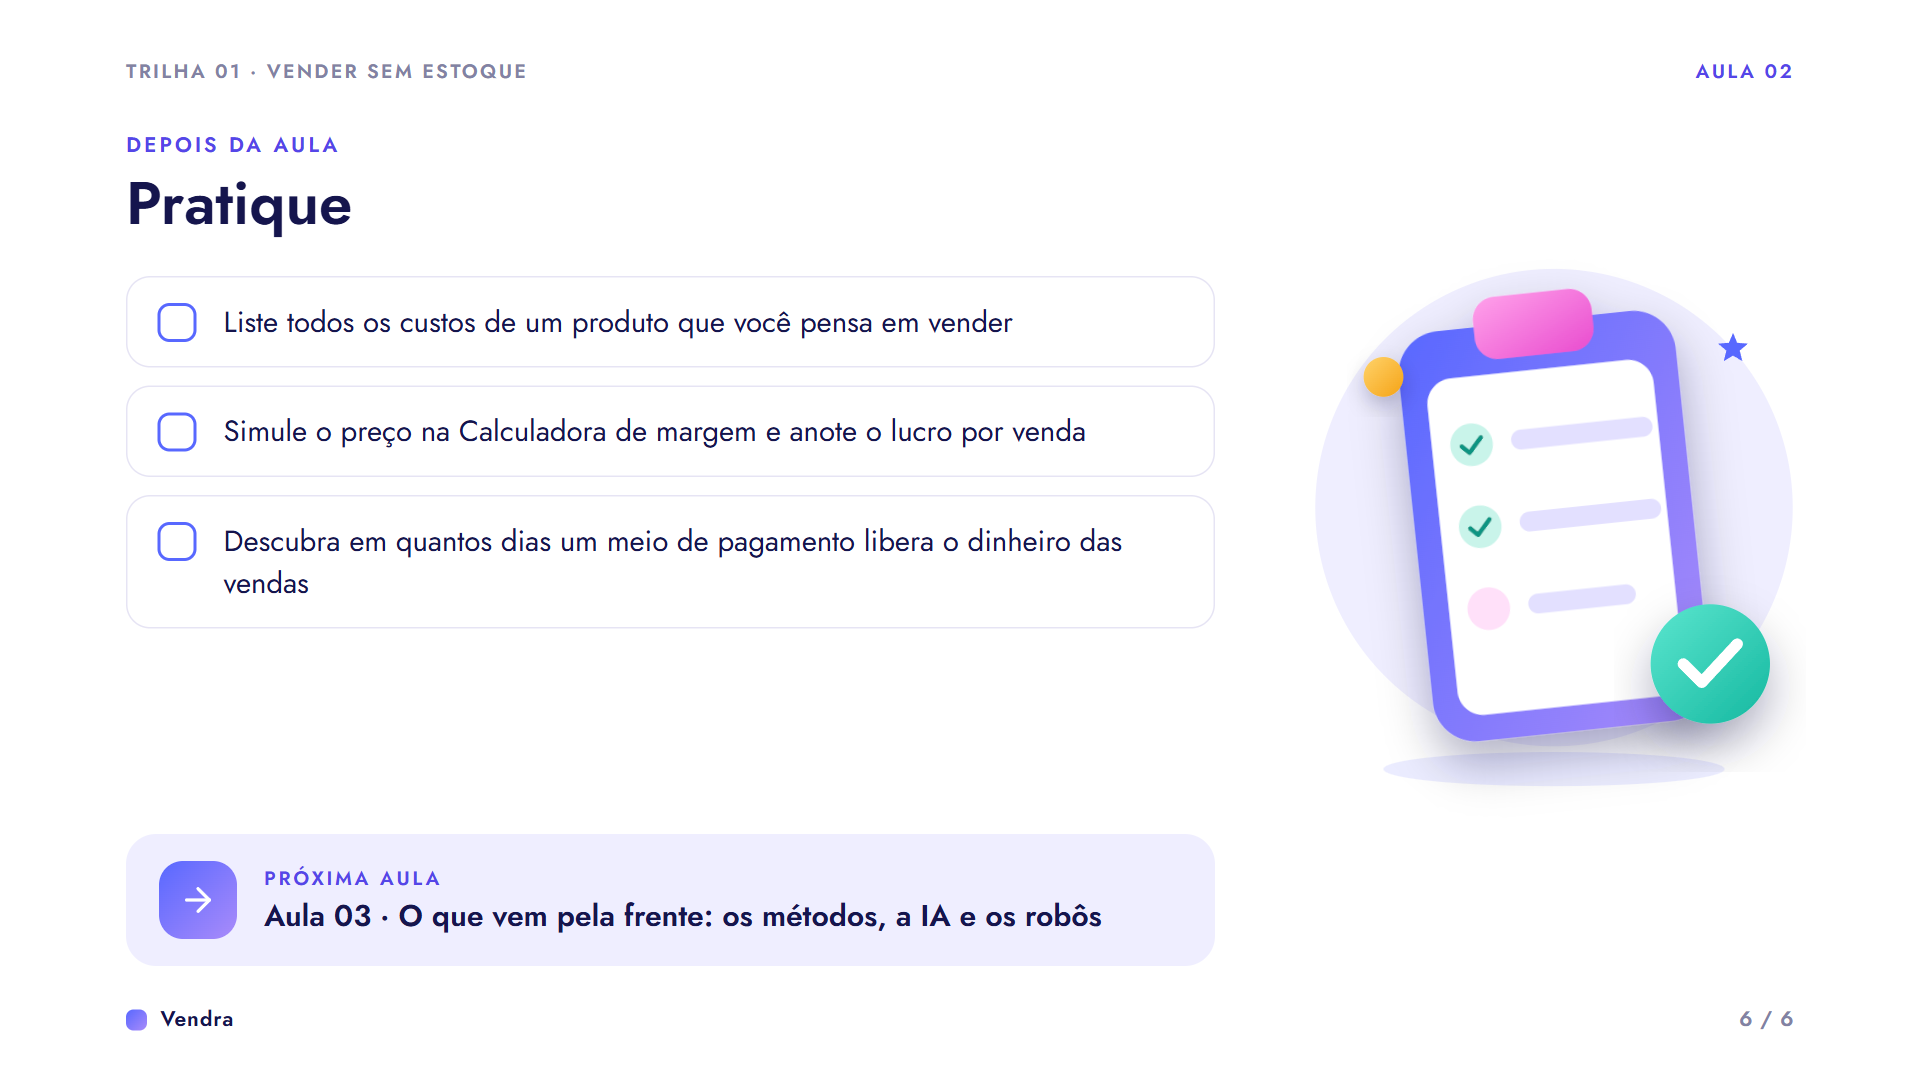 TRILHA 01 · VENDER SEM ESTOQUE
AULA 02
DEPOIS DA AULA
Pratique
Liste todos os custos de um produto que você pensa em vender
Simule o preço na Calculadora de margem e anote o lucro por venda
Descubra em quantos dias um meio de pagamento libera o dinheiro das
vendas
PRÓXIMA AULA
Aula 03 · O que vem pela frente: os métodos, a IA e os robôs
Vendra
6 / 6